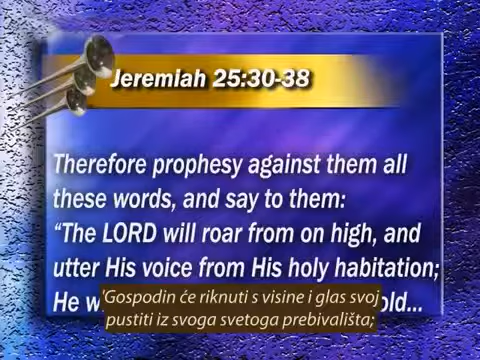 Jeremiah 25:30-38
Therefore prophesy against them all
these words, and say to them:
“The LORD will roar from on high, and
utter His voice from His holy habitation;
He
'Gospodin će riknuti s visine i glas svoj
pustiti iz svoga svetoga prebivališta;